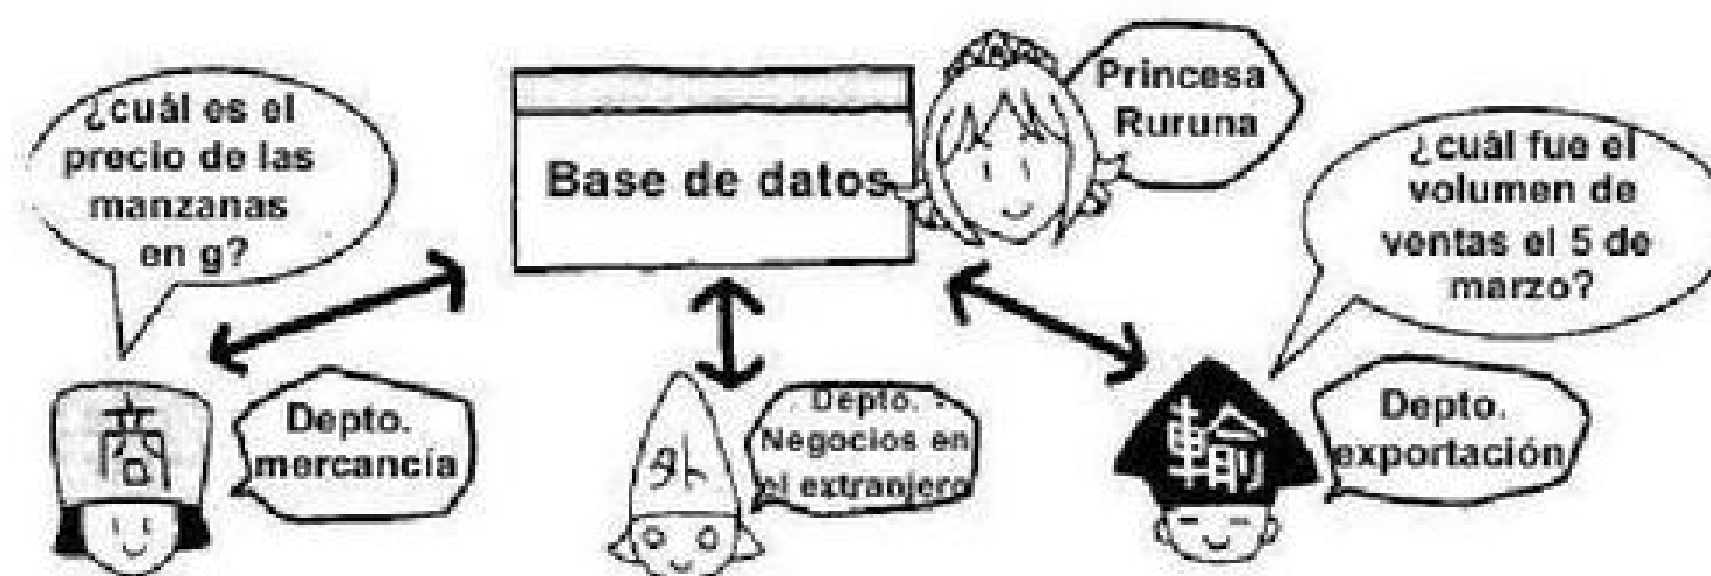 ¿cuál es el
precio de las
manzanas
en g?
Base de datos
Princesa
Ruruna
¿cuál fue el
volumen de
ventas el 5 de
marzo?
商
Depto.
mercancía
外
Depto.
Negocios en
el extranjero
輸
Depto.
exportación